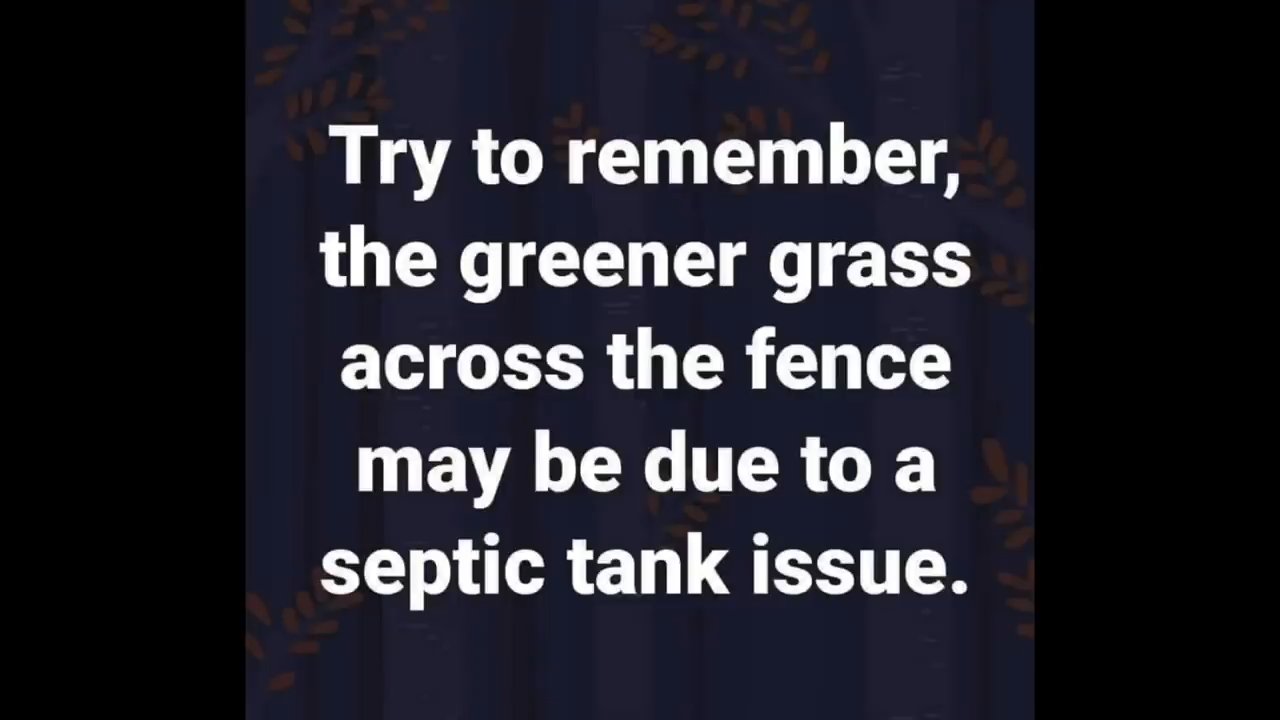 Try to remember,
the greener grass
across the fence
may be due to a
septic tank issue.